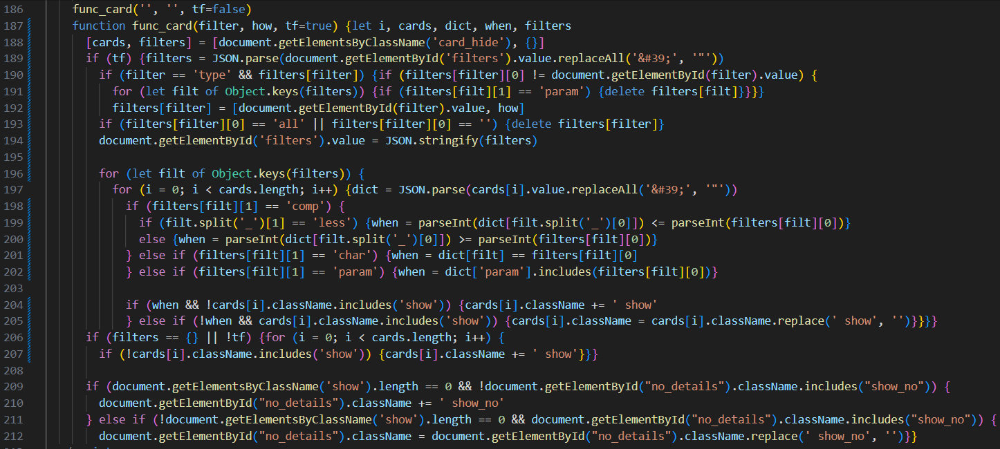 186 func_card('', '', tf=false)
187 function func_card(filter, how, tf=true) {let i, cards, dict, when, filters
188 [cards, filters] = [document.getElementsByClassName('card_hide'), {}]
189 if (tf) {filters = JSON.parse(document.getElementById('filters').value.replaceAll('&#39;', '"'))
190 if (filter == 'type' && filters[filter]) {if (filters[filter][0] != document.getElementById(filter).value) {
191 for (let filt of Object.keys(filters)) {if (filters[filt][1] == 'param') {delete filters[filt]}}}}
192 filters[filter] = [document.getElementById(filter).value, how]
193 if (filters[filter][0] == 'all' || filters[filter][0] == '') {delete filters[filter]}
194 document.getElementById('filters').value = JSON.stringify(filters)
195
196 for (let filt of Object.keys(filters)) {
197 for (i = 0; i < cards.length; i++) {dict = JSON.parse(cards[i].value.replaceAll('&#39;', '"'))
198 if (filters[filt][1] == 'comp') {
199 if (filt.split('_')[1] == 'less') {when = parseInt(dict[filt.split('_')[0]]) <= parseInt(filters[filt][0])}
200 else {when = parseInt(dict[filt.split('_')[0]]) >= parseInt(filters[filt][0])}
201 } else if (filters[filt][1] == 'char') {when = dict[filt] == filters[filt][0]
202 } else if (filters[filt][1] == 'param') {when = dict['param'].includes(filters[filt][0])}
203
204 if (when && !cards[i].className.includes('show')) {cards[i].className += ' show'
205 } else if (!when && cards[i].className.includes('show')) {cards[i].className = cards[i].className.replace(' show', '')}}}}
206 if (filters == {} || !tf) {for (i = 0; i < cards.length; i++) {
207 if (!cards[i].className.includes('show')) {cards[i].className += ' show'}}}
208
209 if (document.getElementsByClassName('show').length == 0 && !document.getElementById("no_details").className.includes("show_no")) {
210 document.getElementById("no_details").className += ' show_no'
211 } else if (!document.getElementsByClassName('show').length == 0 && document.getElementById("no_details").className.includes("show_no")) {
212 document.getElementById("no_details").className = document.getElementById("no_details").className.replace(' show_no', '')}}